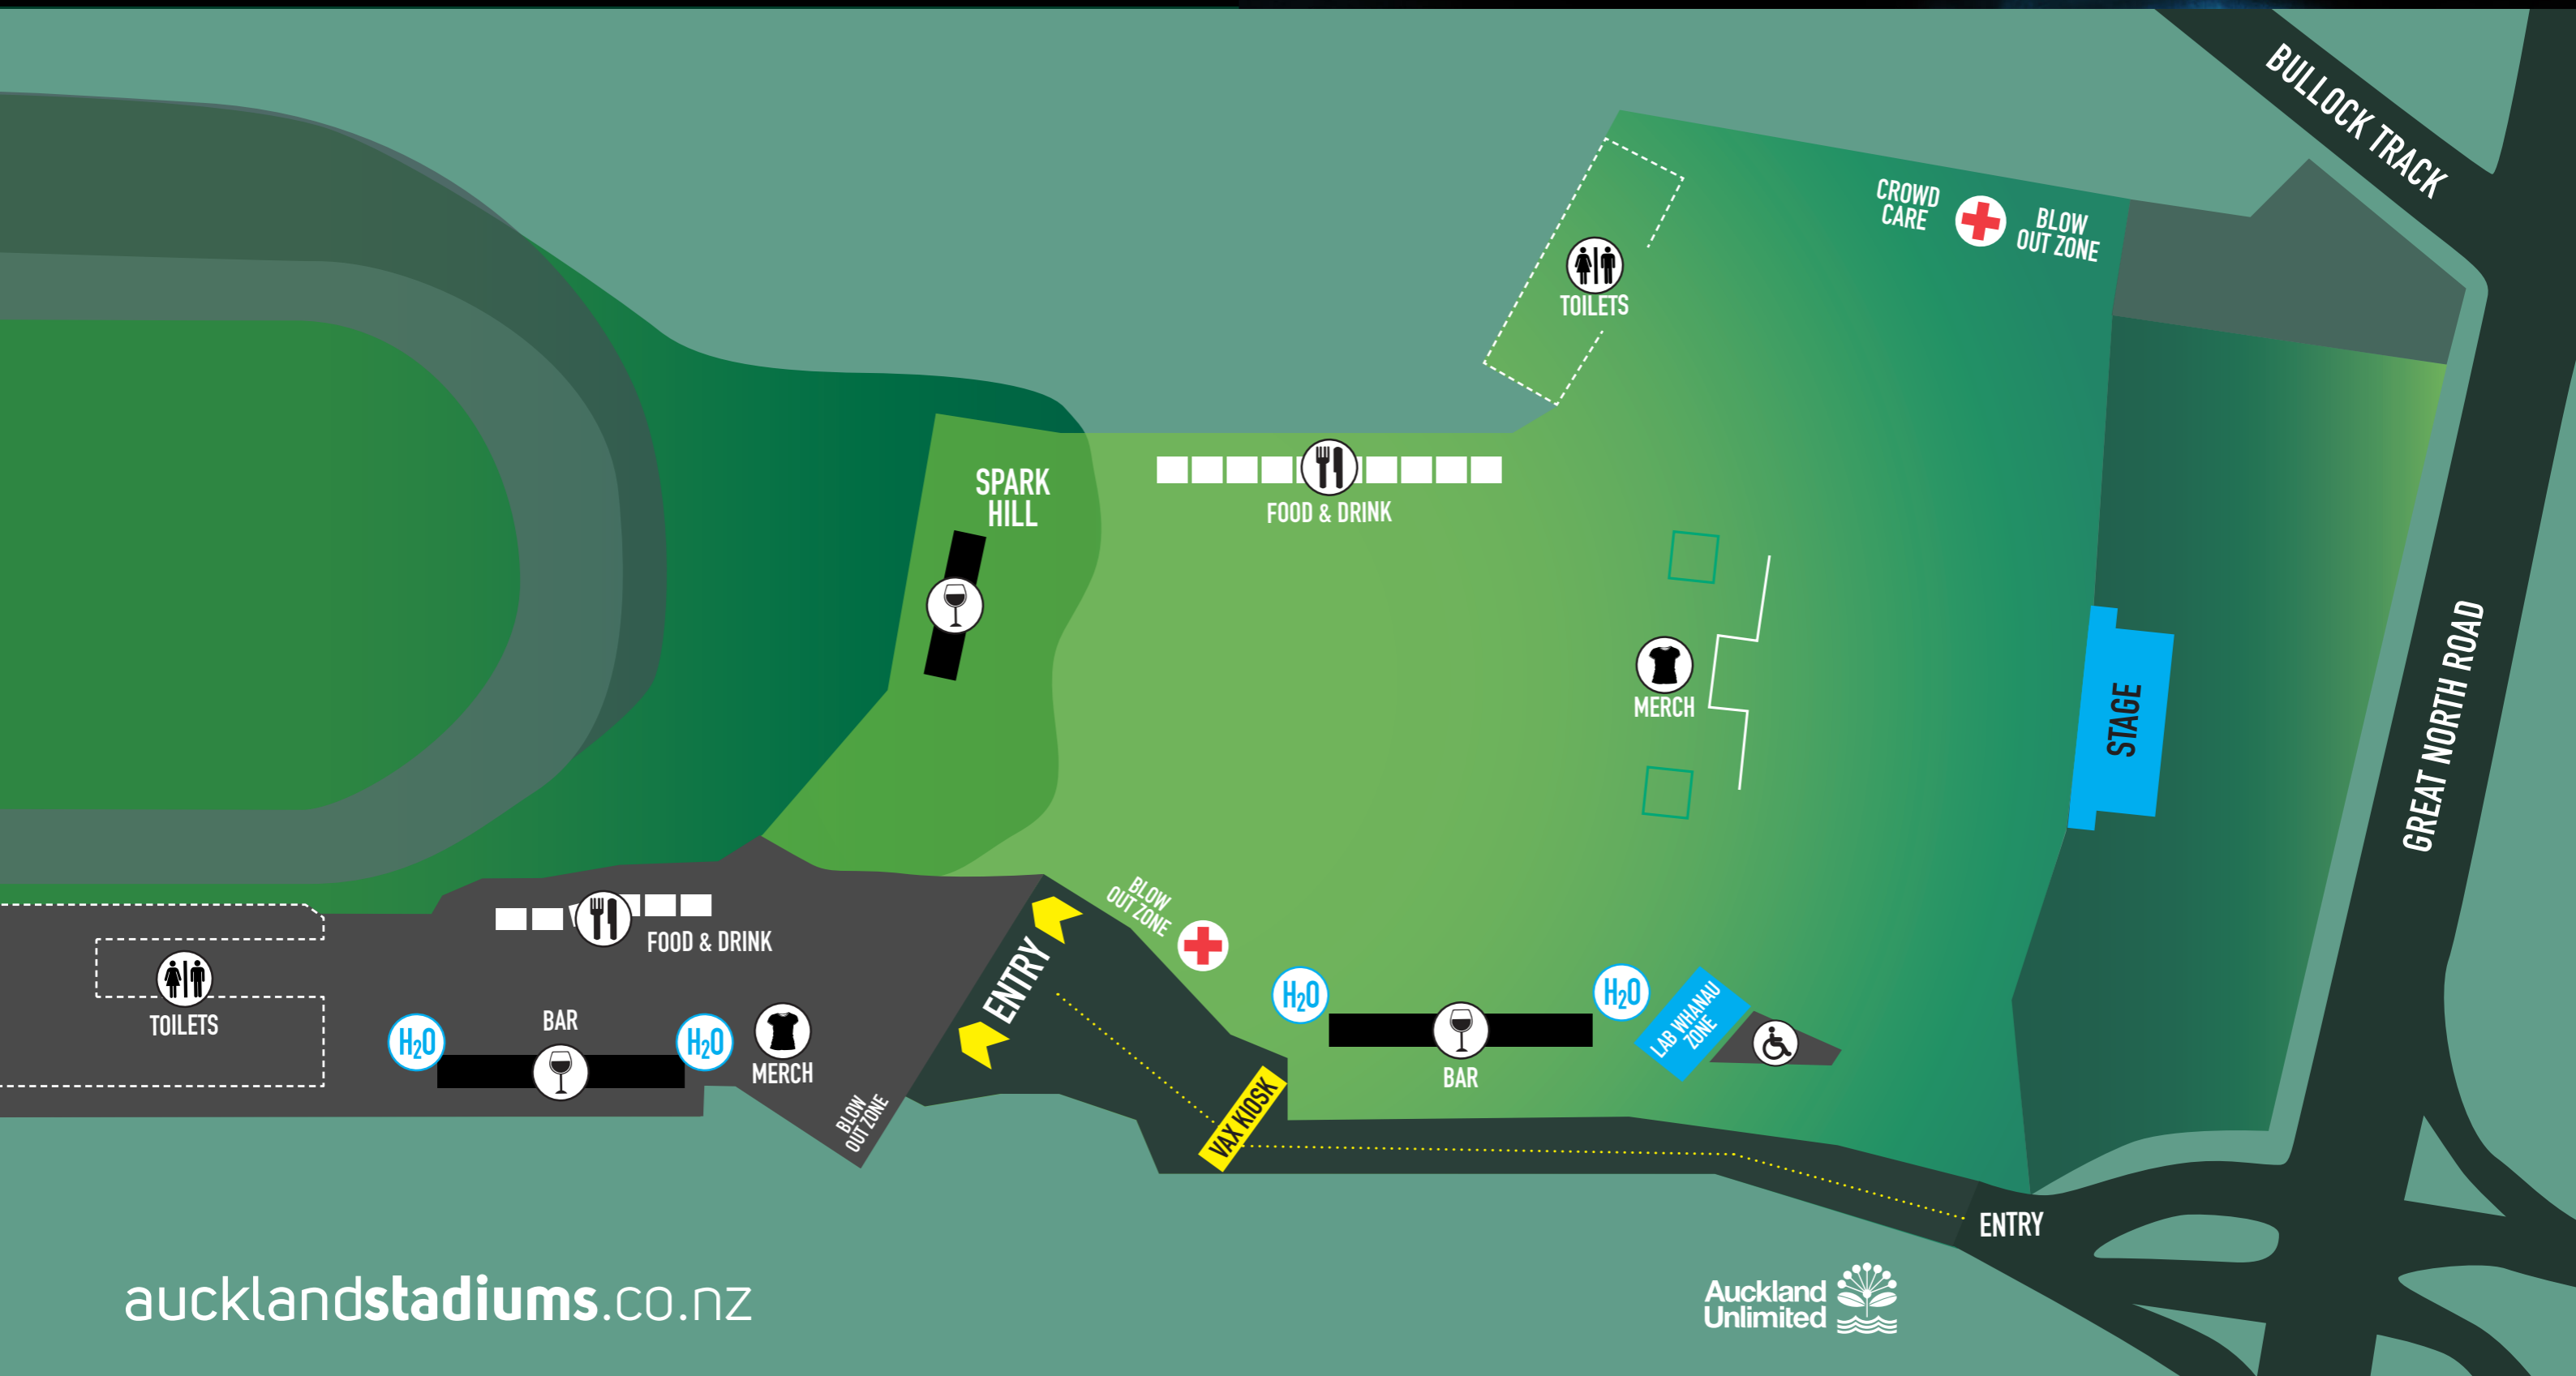 BULLOCK TRACK
CROWD
CARE
BLOW
OUT ZONE
TOILETS
SPARK
HILL
FOOD & DRINK
MERCH
STAGE
GREAT NORTH ROAD
BLOW
OUT ZONE
FOOD & DRINK
ENTRY
TOILETS
BAR
H₂O
H₂O
MERCH
BLOW
OUT ZONE
H₂O
H₂O
BAR
LAB WHANAU
ZONE
VAX KIOSK
ENTRY
aucklandstadiums.co.nz
Auckland
Unlimited